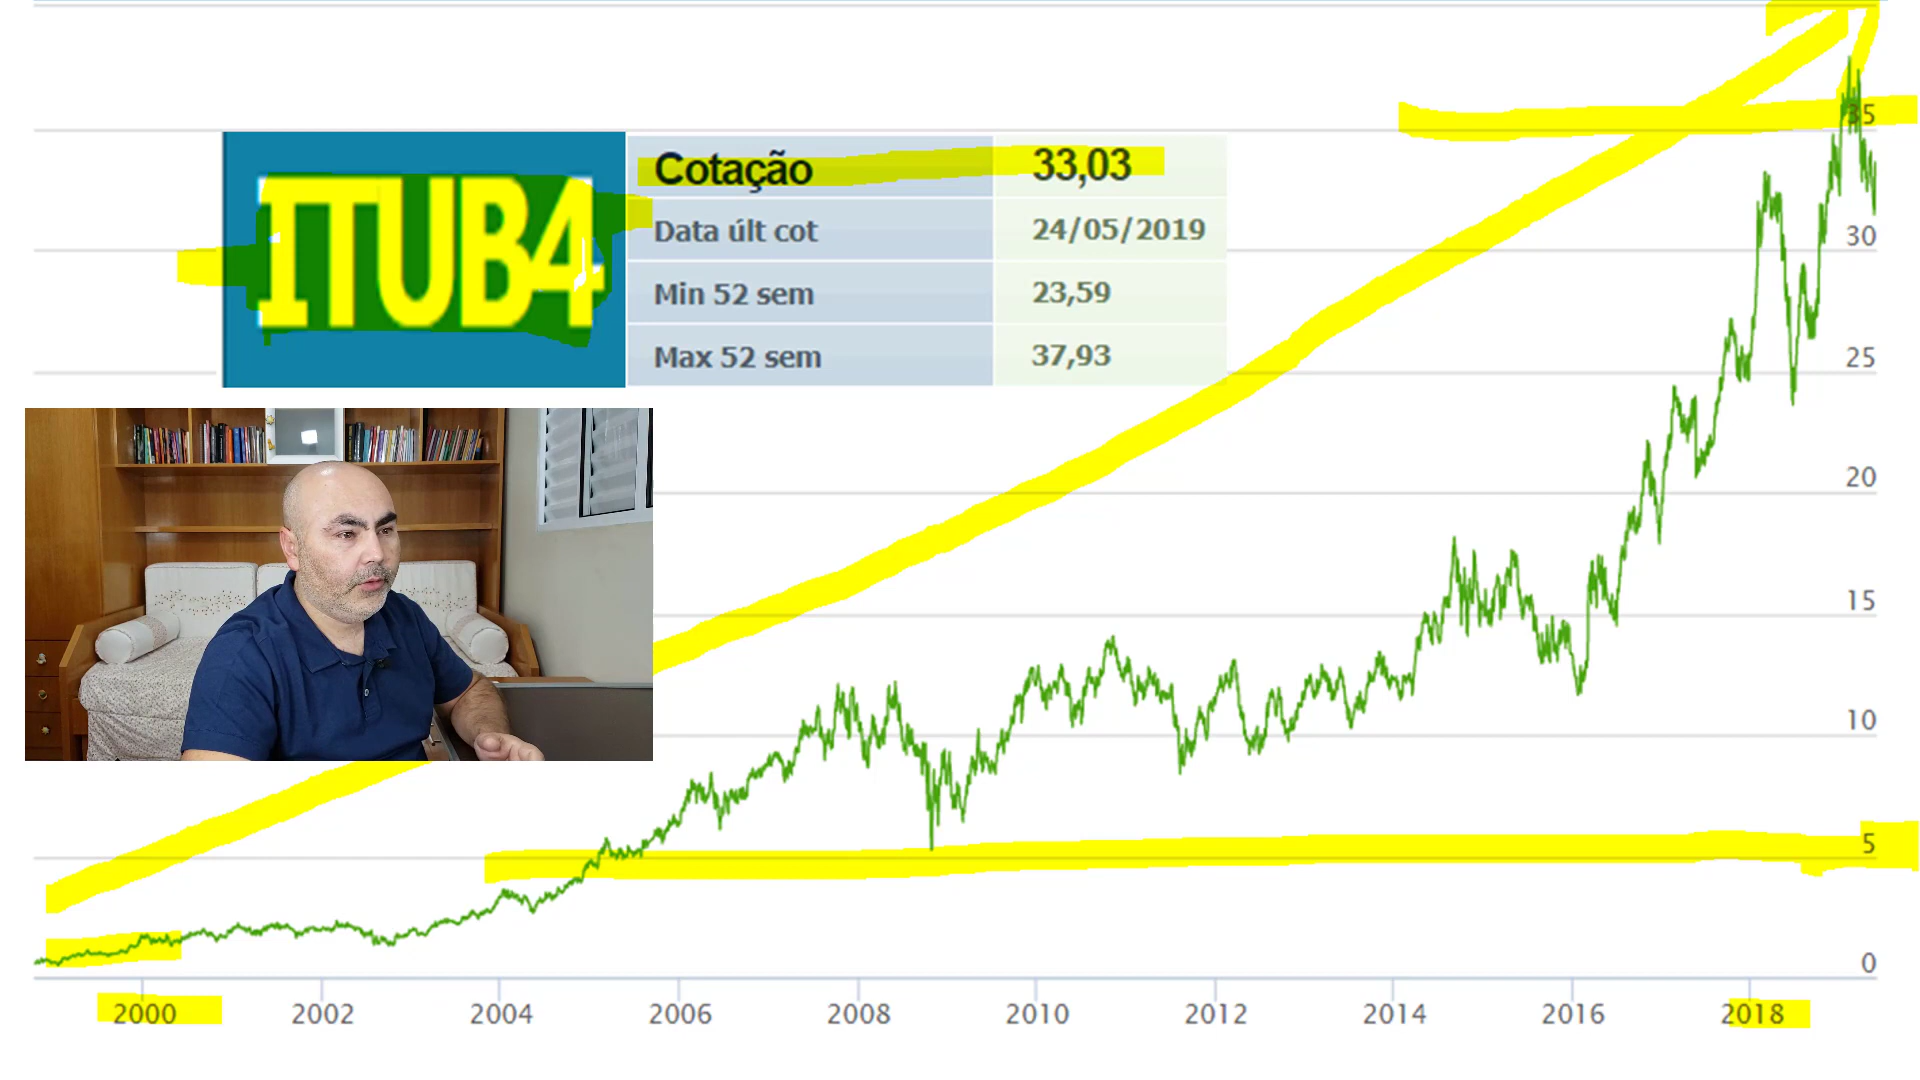 35
ITUB4
Cotação 33,03
Data últ cot 24/05/2019
Min 52 sem 23,59
Max 52 sem 37,93
30
25
20
15
10
5
0
2000 2002 2004 2006 2008 2010 2012 2014 2016 2018